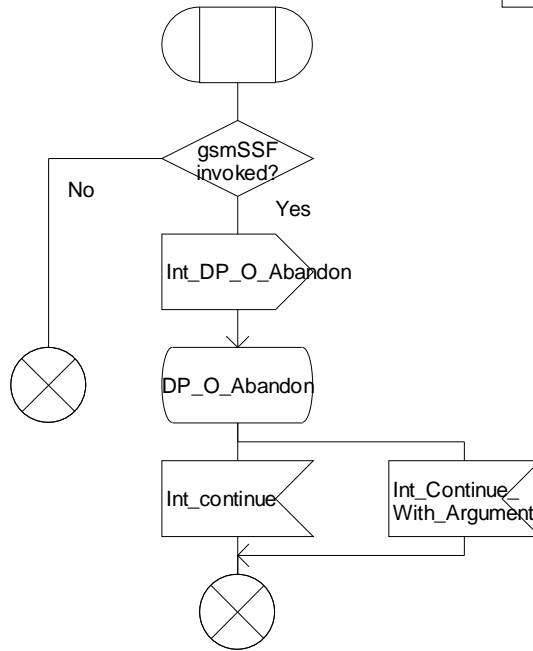 gsmSSF
invoked?
No
Yes
Int_DP_O_Abandon
DP_O_Abandon
Int_continue
Int_Continue_
With_Argument